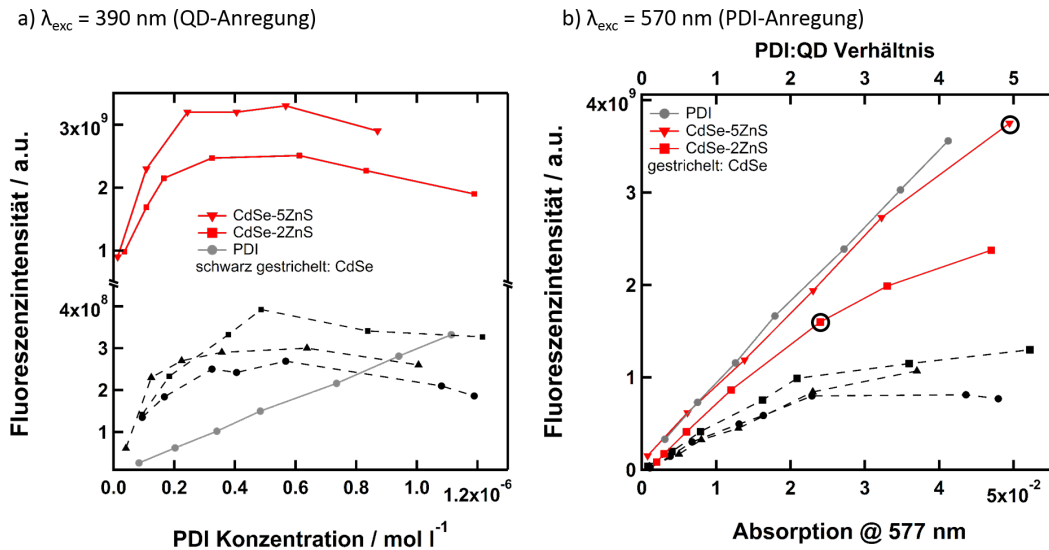 a) λexc = 390 nm (QD-Anregung)
Fluoreszenzintensität / a.u.
3x10⁹
2
1
4x10⁸
3
2
1
CdSe-5ZnS
CdSe-2ZnS
PDI
schwarz gestrichelt: CdSe
0.0 0.2 0.4 0.6 0.8 1.0 1.2x10⁻⁶
PDI Konzentration / mol l⁻¹
b) λexc = 570 nm (PDI-Anregung)
PDI:QD Verhältnis
0 1 2 3 4 5
Fluoreszenzintensität / a.u.
4x10⁹
3
2
1
0
PDI
CdSe-5ZnS
CdSe-2ZnS
gestrichelt: CdSe
0 1 2 3 4 5x10⁻²
Absorption @ 577 nm